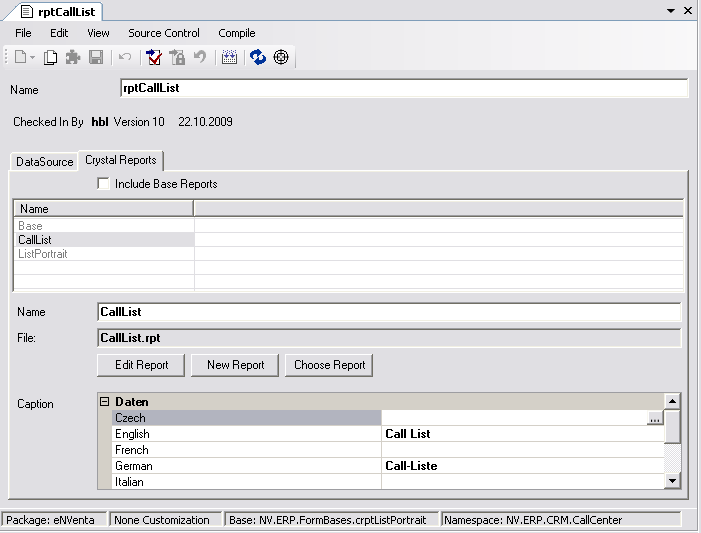 rptCallList
File Edit View Source Control Compile
Name rptCallList
Checked In By hbl Version 10 22.10.2009
DataSource Crystal Reports
Include Base Reports
Name
Base
CallList
ListPortrait
Name CallList
File: CallList.rpt
Edit Report New Report Choose Report
Caption Daten
Czech ...
English Call List
French
German Call-Liste
Italian
Package: eNVenta None Customization Base: NV.ERP.FormBases.crptListPortrait Namespace: NV.ERP.CRM.CallCenter